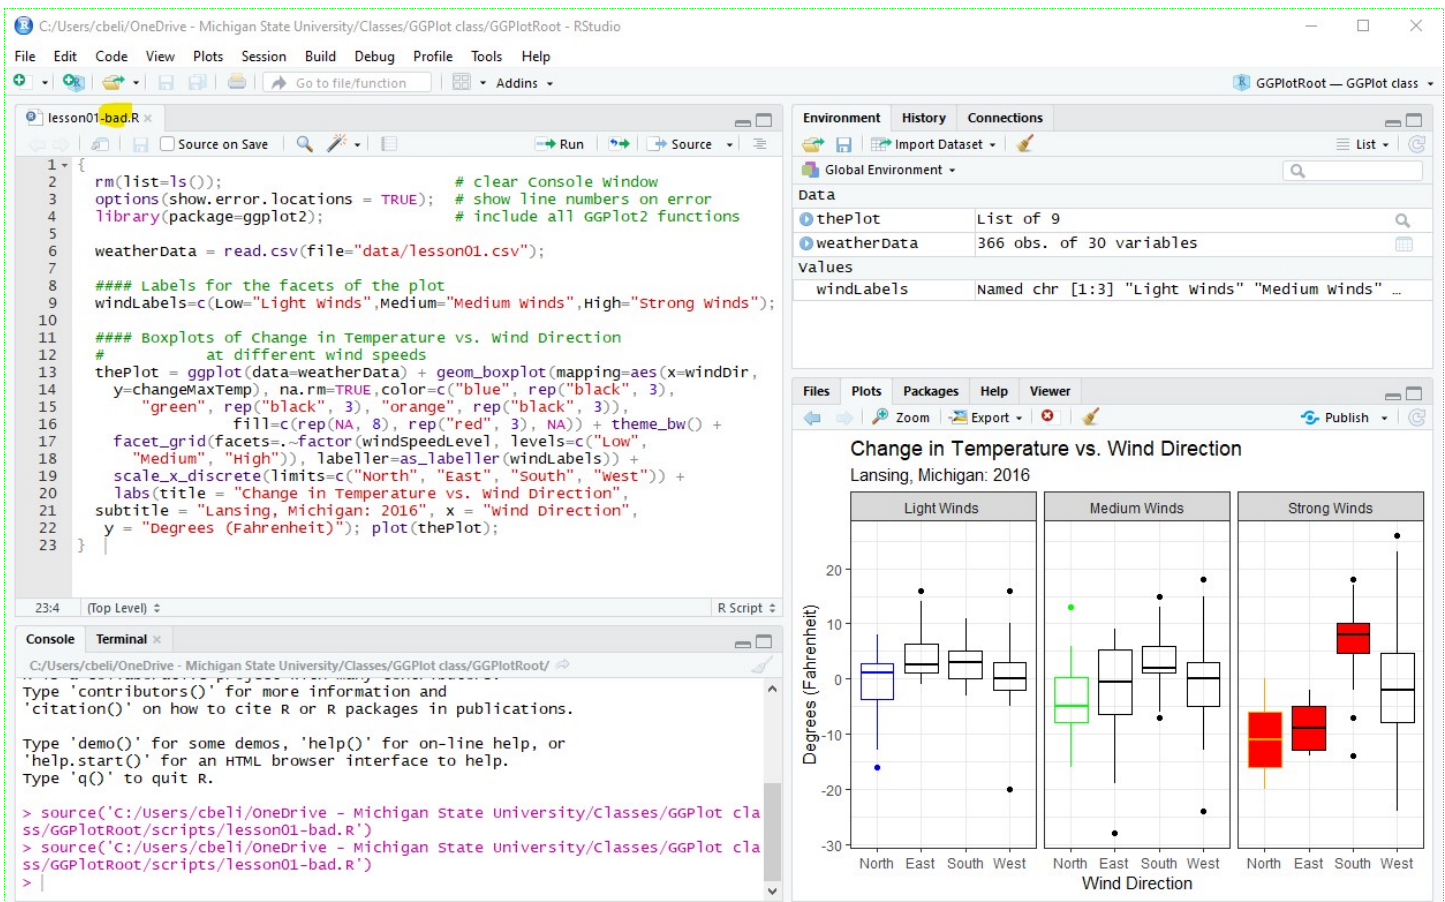 C:/Users/cbeli/OneDrive - Michigan State University/Classes/GGPlot class/GGPlotRoot - RStudio
File Edit Code View Plots Session Build Debug Profile Tools Help
Go to file/function Addins GGPlotRoot — GGPlot class
lesson01-bad.R
Source on Save Run Source
1 {
2 rm(list=ls()); # clear Console Window
3 options(show.error.locations = TRUE); # show line numbers on error
4 library(package=ggplot2); # include all GGPlot2 functions
5
6 weatherData = read.csv(file="data/lesson01.csv");
7
8 #### Labels for the facets of the plot
9 windLabels=c(Low="Light Winds",Medium="Medium Winds",High="Strong Winds");
10
11 #### Boxplots of Change in Temperature vs. Wind Direction
12 # at different wind speeds
13 thePlot = ggplot(data=weatherData) + geom_boxplot(mapping=aes(x=windDir,
14 y=changeMaxTemp), na.rm=TRUE,color=c("blue", rep("black", 3),
15 "green", rep("black", 3), "orange", rep("black", 3)),
16 fill=c(rep(NA, 8), rep("red", 3), NA)) + theme_bw() +
17 facet_grid(facets=.~factor(windSpeedLevel, levels=c("Low",
18 "Medium", "High")), labeller=as_labeller(windLabels)) +
19 scale_x_discrete(limits=c("North", "East", "South", "West")) +
20 labs(title = "Change in Temperature vs. Wind Direction",
21 subtitle = "Lansing, Michigan: 2016", x = "Wind Direction",
22 y = "Degrees (Fahrenheit)"); plot(thePlot);
23 }
23:4 (Top Level) R Script
Console Terminal
C:/Users/cbeli/OneDrive - Michigan State University/Classes/GGPlot class/GGPlotRoot/
Type 'contributors()' for more information and
'citation()' on how to cite R or R packages in publications.
Type 'demo()' for some demos, 'help()' for on-line help, or
'help.start()' for an HTML browser interface to help.
Type 'q()' to quit R.
> source('C:/Users/cbeli/OneDrive - Michigan State University/Classes/GGPlot cla
ss/GGPlotRoot/scripts/lesson01-bad.R')
> source('C:/Users/cbeli/OneDrive - Michigan State University/Classes/GGPlot cla
ss/GGPlotRoot/scripts/lesson01-bad.R')
>
Environment History Connections
Import Dataset List
Global Environment
Data
thePlot List of 9
weatherData 366 obs. of 30 variables
Values
windLabels Named chr [1:3] "Light Winds" "Medium Winds" …
Files Plots Packages Help Viewer
Zoom Export Publish
Change in Temperature vs. Wind Direction
Lansing, Michigan: 2016
Light Winds Medium Winds Strong Winds
Degrees (Fahrenheit)
20
10
0
-10
-20
-30
North East South West North East South West North East South West
Wind Direction